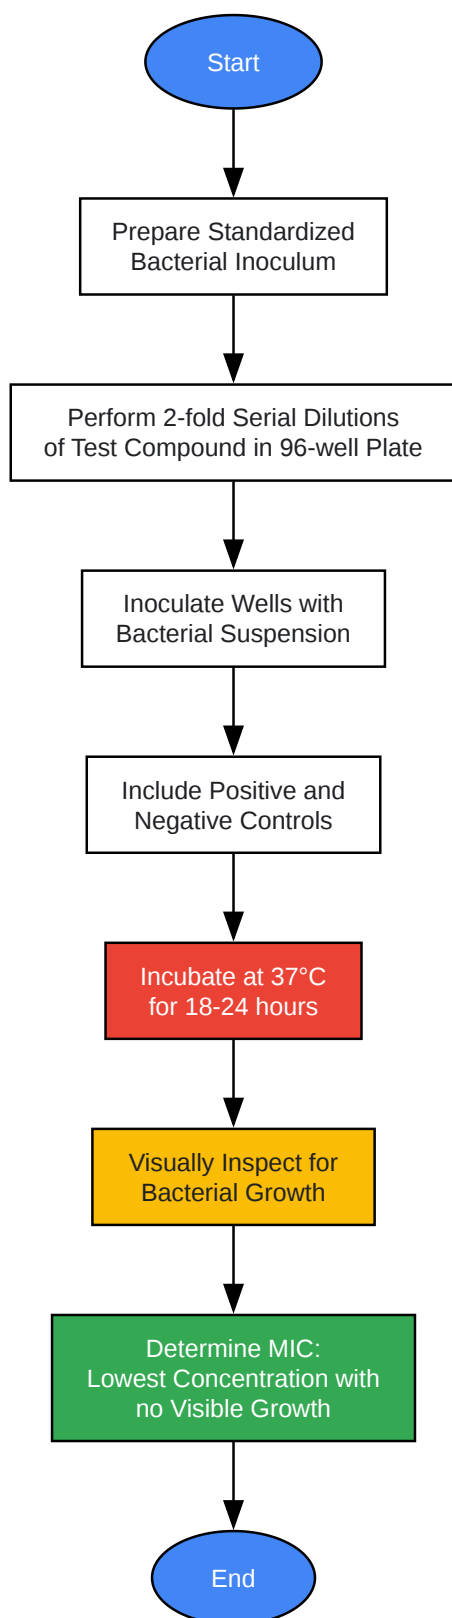 Start
Prepare Standardized
Bacterial Inoculum
Perform 2-fold Serial Dilutions
of Test Compound in 96-well Plate
Inoculate Wells with
Bacterial Suspension
Include Positive and
Negative Controls
Incubate at 37°C
for 18-24 hours
Visually Inspect for
Bacterial Growth
Determine MIC:
Lowest Concentration with
no Visible Growth
End